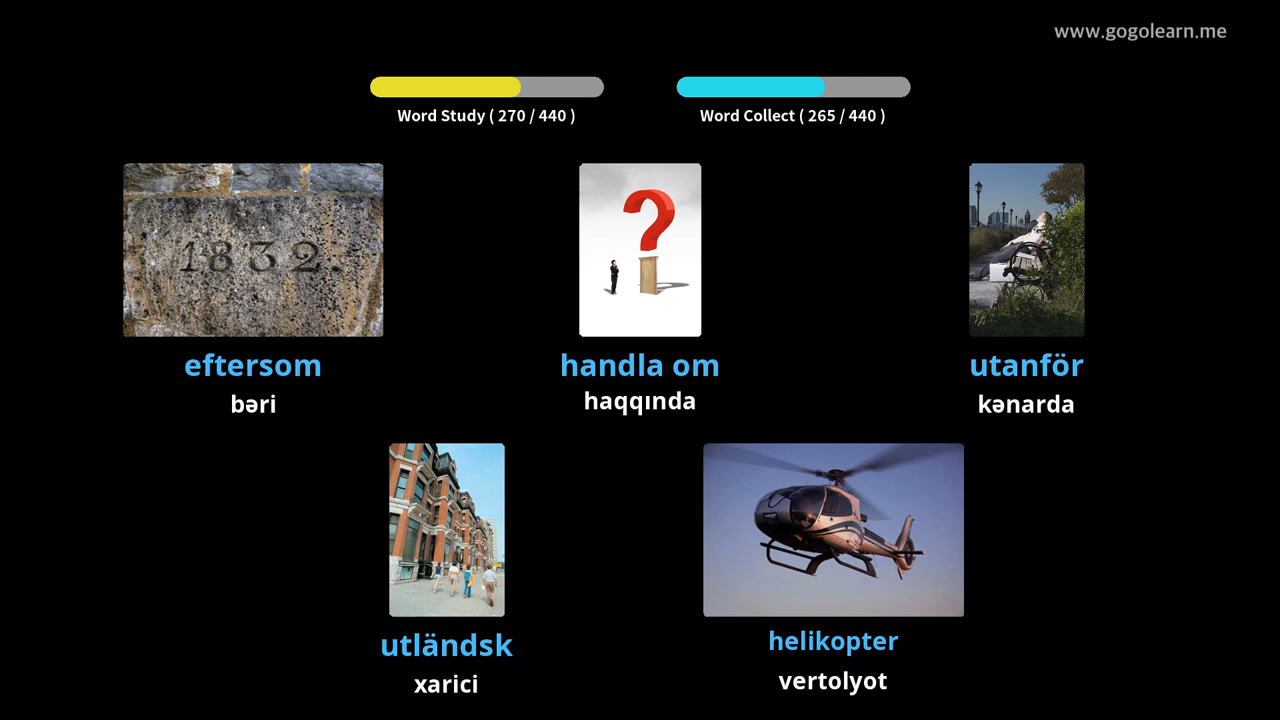 www.gogolearn.me
Word Study ( 270 / 440 )
Word Collect ( 265 / 440 )
1832.
eftersom
bəri
?
handla om
haqqında
utanför
kənarda
utländsk
xarici
helikopter
vertolyot